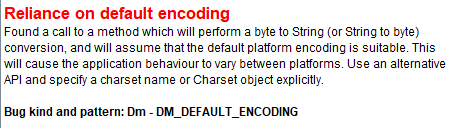 Reliance on default encoding
Found a call to a method which will perform a byte to String (or String to byte)
conversion, and will assume that the default platform encoding is suitable. This
will cause the application behaviour to vary between platforms. Use an alternative
API and specify a charset name or Charset object explicitly.
Bug kind and pattern: Dm - DM_DEFAULT_ENCODING